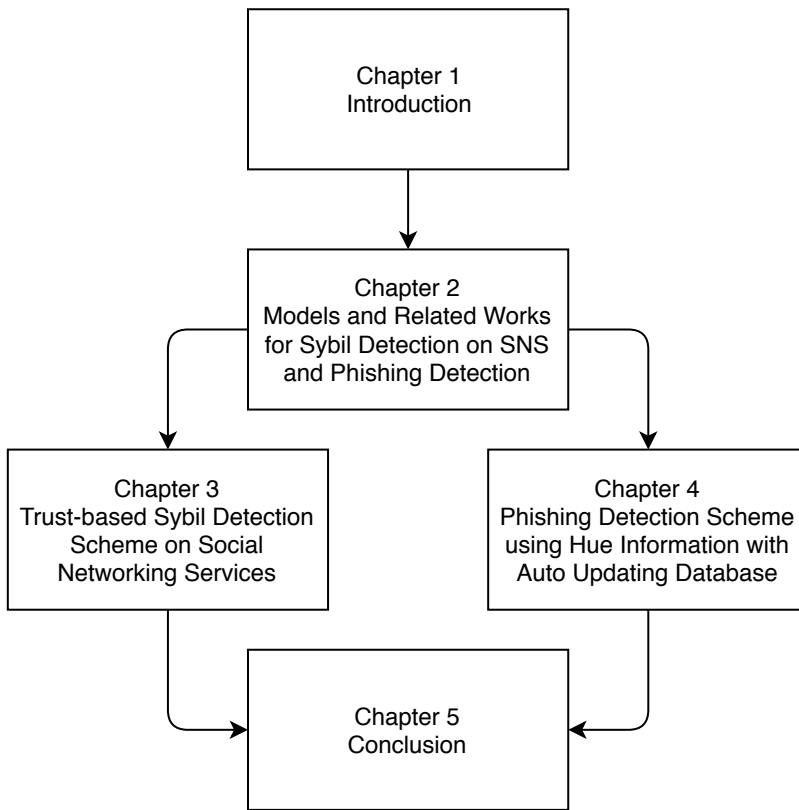 Chapter 1
Introduction
Chapter 2
Models and Related Works
for Sybil Detection on SNS
and Phishing Detection
Chapter 3
Trust-based Sybil Detection
Scheme on Social
Networking Services
Chapter 4
Phishing Detection Scheme
using Hue Information with
Auto Updating Database
Chapter 5
Conclusion